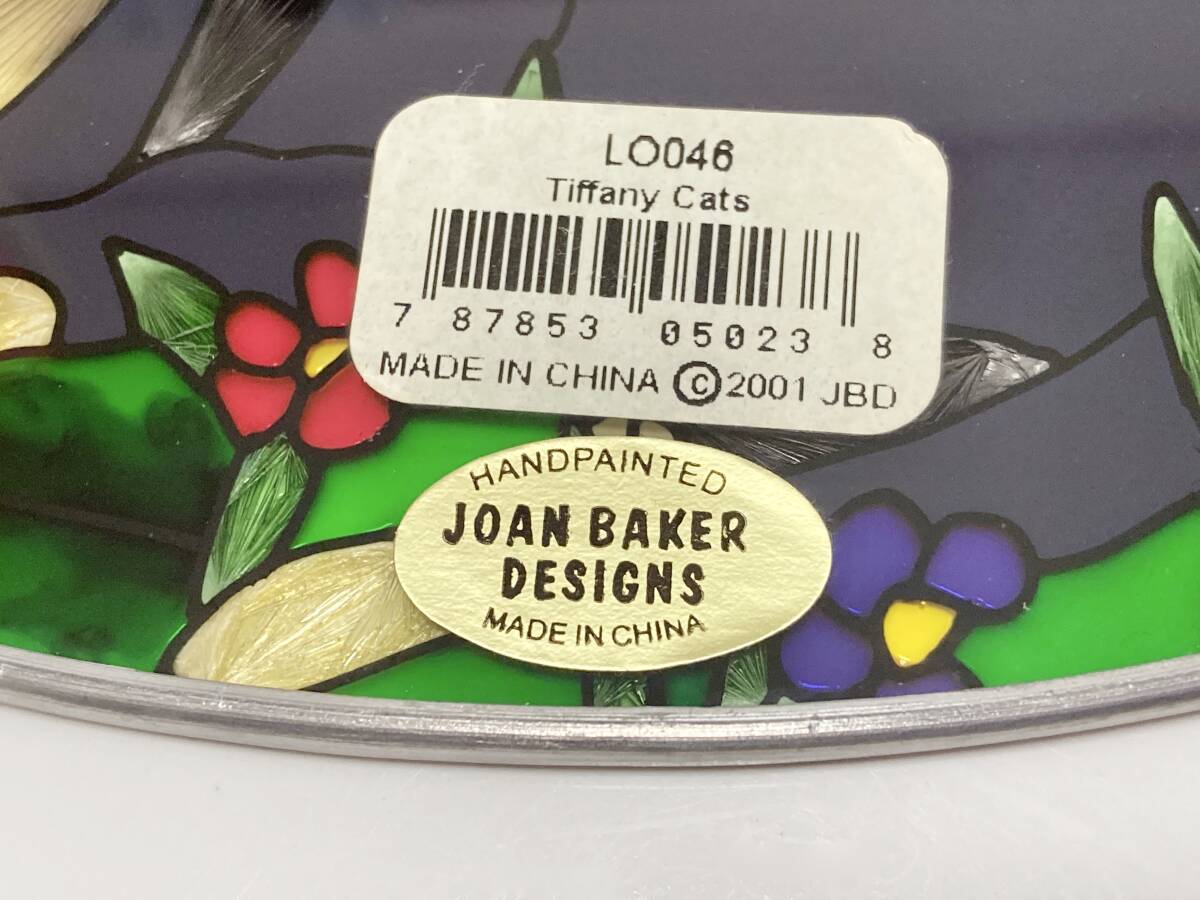 LO046
Tiffany Cats
7 87853 05023 8
MADE IN CHINA © 2001 JBD
HANDPAINTED
JOAN BAKER
DESIGNS
MADE IN CHINA